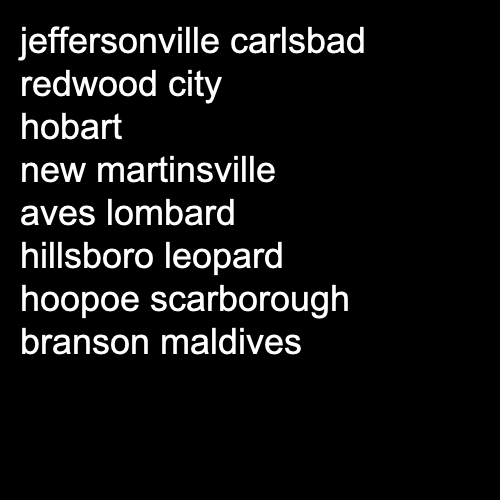 jeffersonville carlsbad
redwood city
hobart
new martinsville
aves lombard
hillsboro leopard
hoopoe scarborough
branson maldives